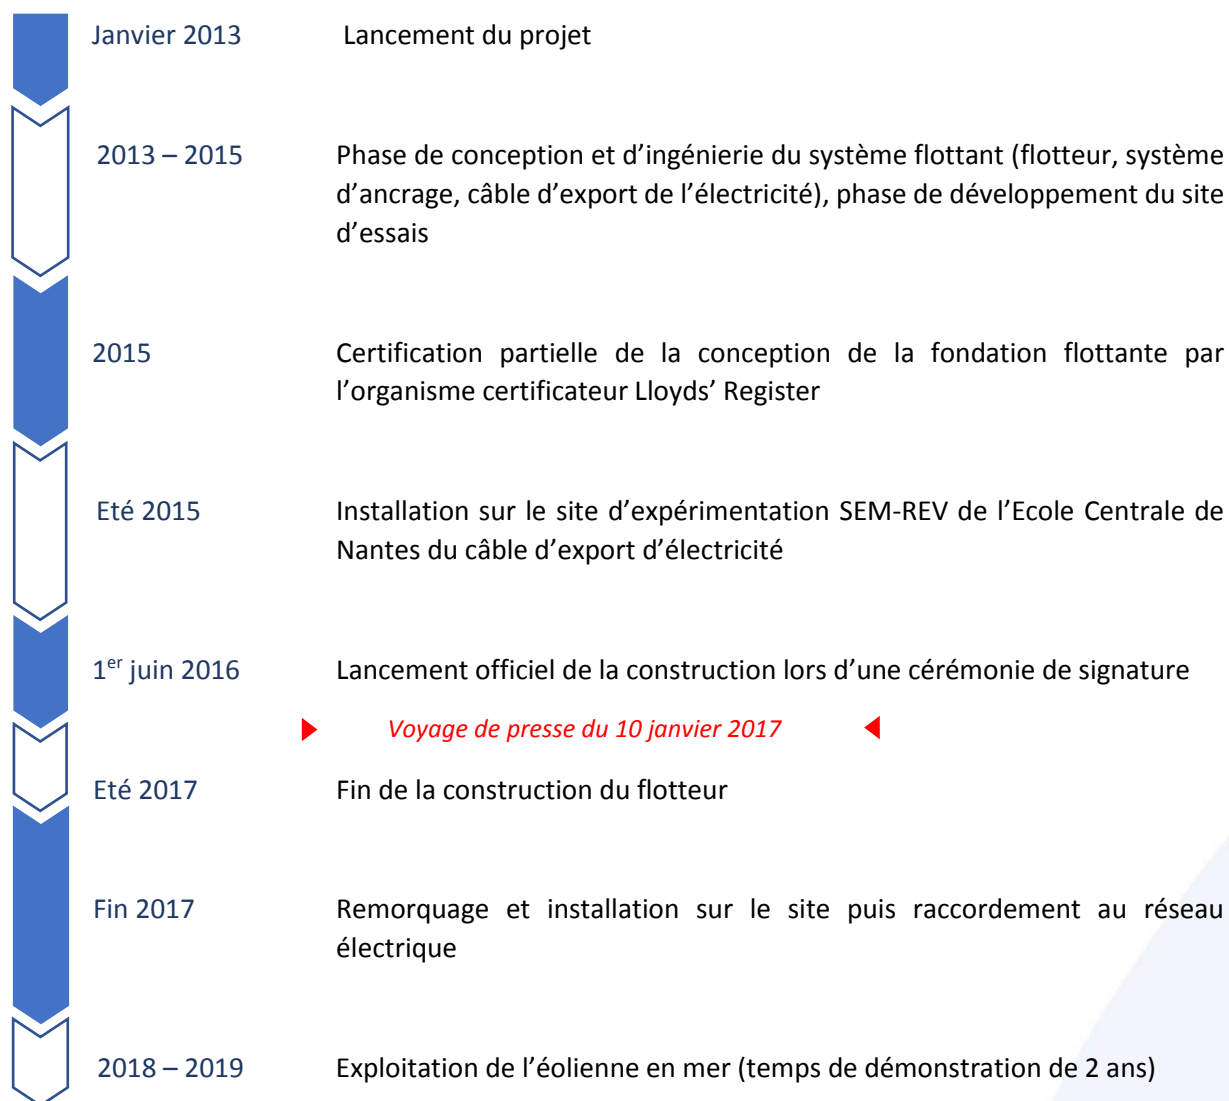 Janvier 2013 Lancement du projet
2013 – 2015 Phase de conception et d’ingénierie du système flottant (flotteur, système
d’ancrage, câble d’export de l’électricité), phase de développement du site
d’essais
2015 Certification partielle de la conception de la fondation flottante par
l’organisme certificateur Lloyds’ Register
Eté 2015 Installation sur le site d’expérimentation SEM-REV de l’Ecole Centrale de
Nantes du câble d’export d’électricité
1er juin 2016 Lancement officiel de la construction lors d’une cérémonie de signature
Voyage de presse du 10 janvier 2017
Eté 2017 Fin de la construction du flotteur
Fin 2017 Remorquage et installation sur le site puis raccordement au réseau
électrique
2018 – 2019 Exploitation de l’éolienne en mer (temps de démonstration de 2 ans)